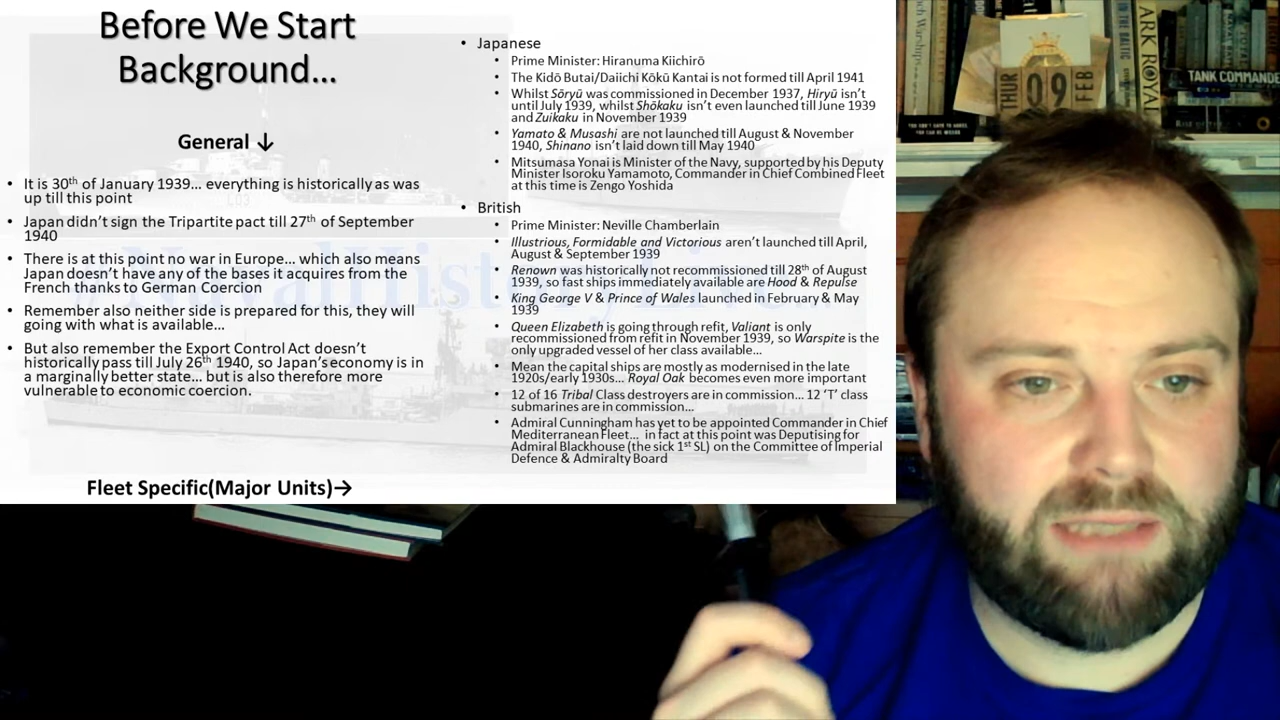 Before We Start
Background…
General ↓
• It is 30th of January 1939… everything is historically as was
up till this point
• Japan didn't sign the Tripartite pact till 27th of September
1940
• There is at this point no war in Europe… which also means
Japan doesn't have any of the bases it acquires from the
French thanks to German Coercion
• Remember also neither side is prepared for this, they will
going with what is available…
• But also remember the Export Control Act doesn't
historically pass till July 26th 1940, so Japan's economy is in
a marginally better state… but is also therefore more
vulnerable to economic coercion.
Fleet Specific(Major Units)→
• Japanese
• Prime Minister: Hiranuma Kiichirō
• The Kidō Butai/Daiichi Kōkū Kantai is not formed till April 1941
• Whilst Sōryū was commissioned in December 1937, Hiryū isn't
until July 1939, whilst Shōkaku isn't even launched till June 1939
and Zuikaku in November 1939
• Yamato & Musashi are not launched till August & November
1940, Shinano isn't laid down till May 1940
• Mitsumasa Yonai is Minister of the Navy, supported by his Deputy
Minister Isoroku Yamamoto, Commander in Chief Combined Fleet
at this time is Zengo Yoshida
• British
• Prime Minister: Neville Chamberlain
• Illustrious, Formidable and Victorious aren't launched till April,
August & September 1939
• Renown was historically not recommissioned till 28th of August
1939, so fast ships immediately available are Hood & Repulse
• King George V & Prince of Wales launched in February & May
1939
• Queen Elizabeth is going through refit, Valiant is only
recommissioned from refit in November 1939, so Warspite is the
only upgraded vessel of her class available…
• Mean the capital ships are mostly as modernised in the late
1920s/early 1930s… Royal Oak becomes even more important
• 12 of 16 Tribal Class destroyers are in commission… 12 'T' class
submarines are in commission…
• Admiral Cunningham has yet to be appointed Commander in Chief
Mediterranean Fleet… in fact at this point was Deputising for
Admiral Blackhouse (the sick 1st SL) on the Committee of Imperial
Defence & Admiralty Board
THUR
09
FEB
IN THE BALTIC
ARK ROYAL
TANK COMMANDE